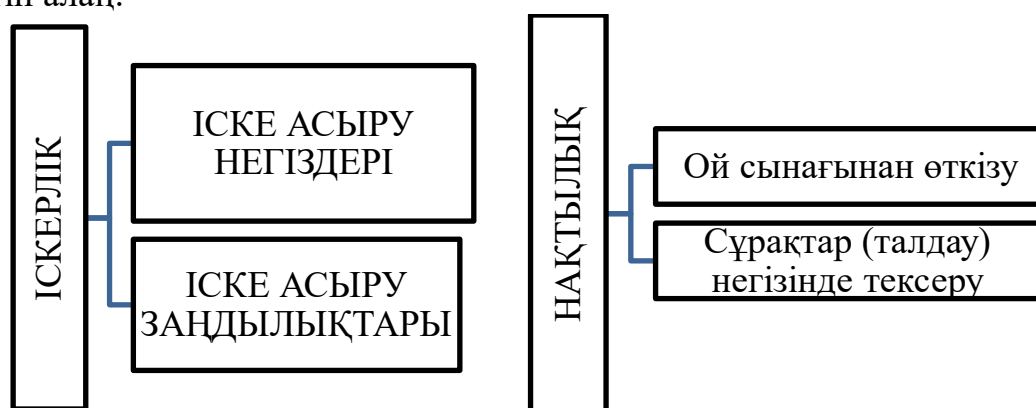 ІСКЕРЛІК
ІСКЕ АСЫРУ
НЕГІЗДЕРІ
ІСКЕ АСЫРУ
ЗАҢДЫЛЫҚТАРЫ
НАҚТЫЛЫҚ
Ой сынағынан өткізу
Сұрақтар (талдау)
негізінде тексеру